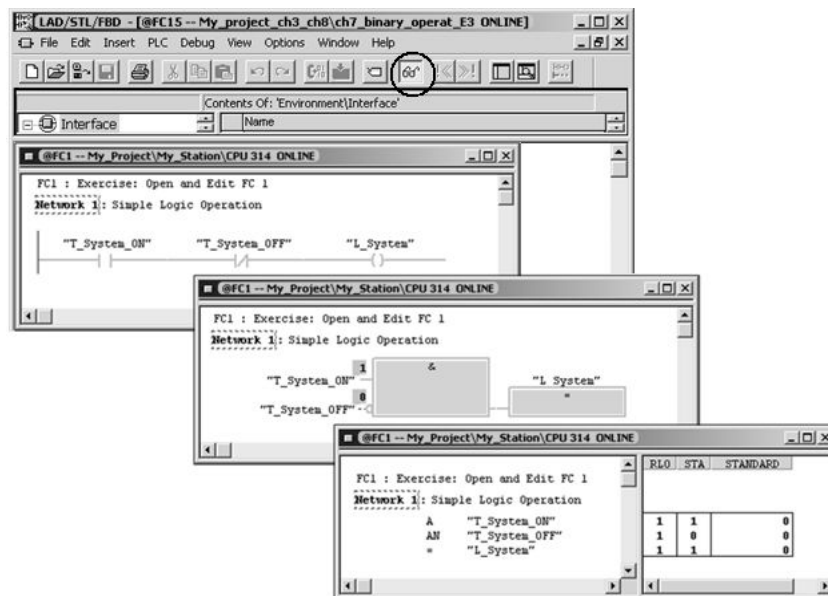 LAD/STL/FBD - [@FC15 -- My_project_ch3_ch8\ch7_binary_operat_E3 ONLINE]
File Edit Insert PLC Debug View Options Window Help
Contents Of: 'Environment\Interface'
Interface
Name
@FC1 -- My_Project\My_Station\CPU 314 ONLINE
FC1 : Exercise: Open and Edit FC 1
Network 1: Simple Logic Operation
"T_System_ON" "T_System_OFF" "L_System"
@FC1 -- My_Project\My_Station\CPU 314 ONLINE
FC1 : Exercise: Open and Edit FC 1
Network 1: Simple Logic Operation
1 &
"T_System_ON" "L System"
0 =
"T_System_OFF"
@FC1 -- My_Project\My_Station\CPU 314 ONLINE
RLO STA STANDARD
FC1 : Exercise: Open and Edit FC 1
Network 1: Simple Logic Operation
A "T_System_ON" 1 1 0
AN "T_System_OFF" 1 0 0
= "L_System" 1 1 0